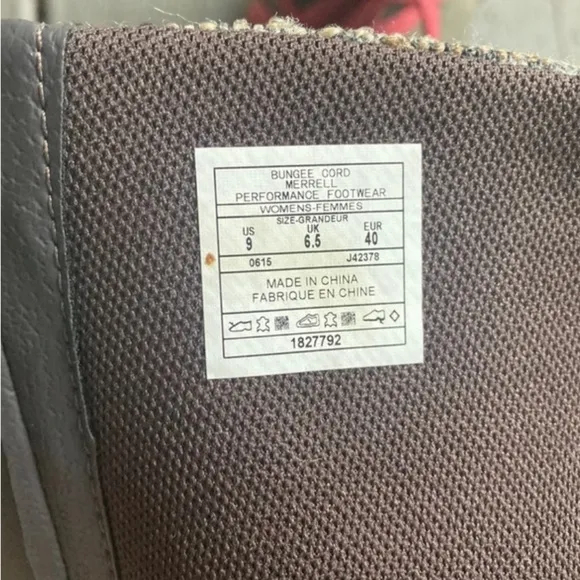 BUNGEE CORD
MERRELL
PERFORMANCE FOOTWEAR
WOMENS-FEMMES
SIZE-GRANDEUR
US UK EUR
9 6.5 40
0615 J42378
MADE IN CHINA
FABRIQUE EN CHINE
1827792